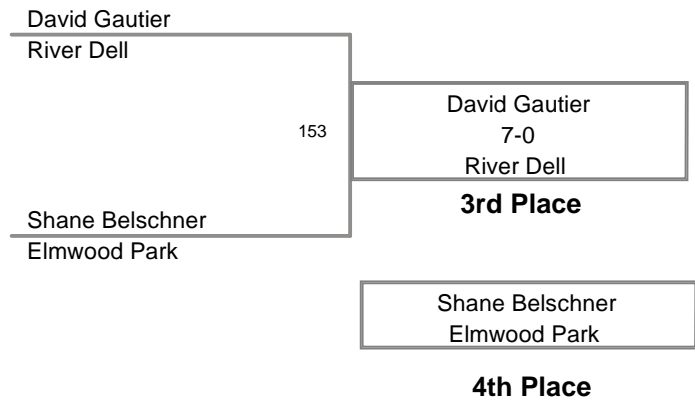 David Gautier
River Dell
153
David Gautier
7-0
River Dell
3rd Place
Shane Belschner
Elmwood Park
Shane Belschner
Elmwood Park
4th Place